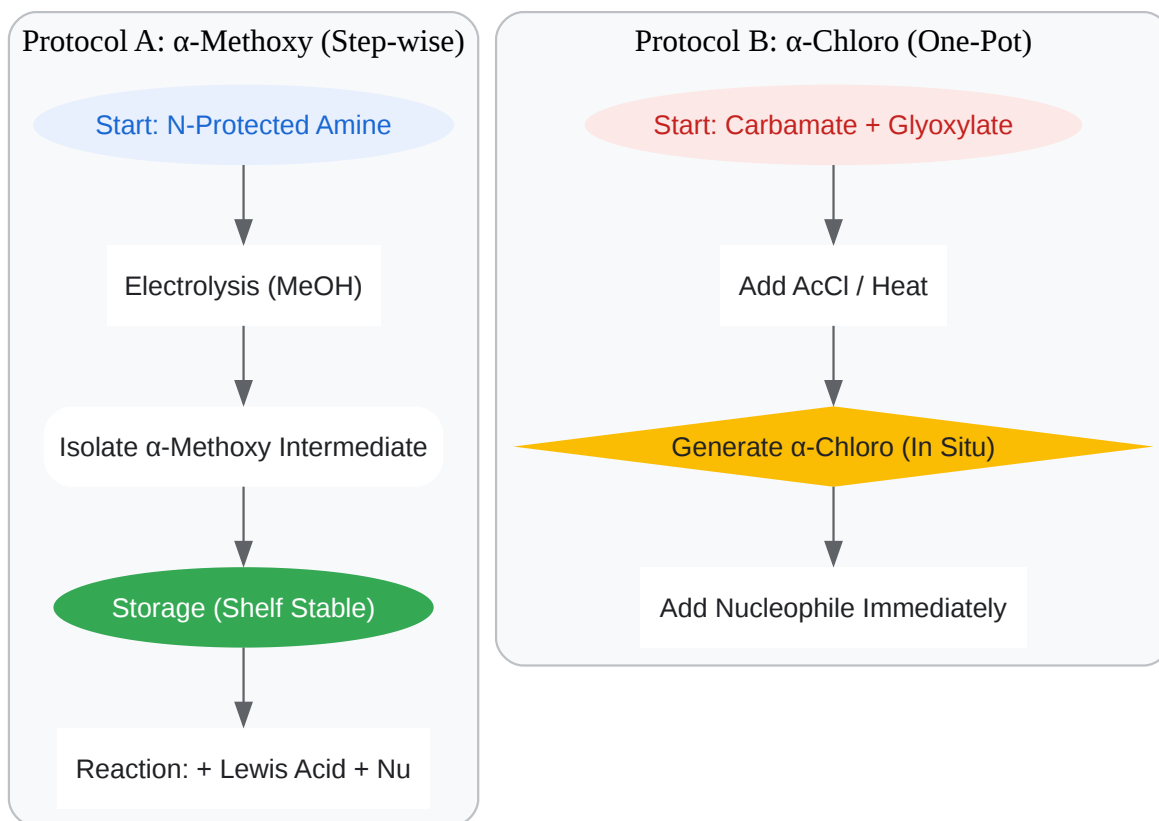 Protocol A: α-Methoxy (Step-wise)
Start: N-Protected Amine
Electrolysis (MeOH)
Isolate α-Methoxy Intermediate
Storage (Shelf Stable)
Reaction: + Lewis Acid + Nu
Protocol B: α-Chloro (One-Pot)
Start: Carbamate + Glyoxylate
Add AcCl / Heat
Generate α-Chloro (In Situ)
Add Nucleophile Immediately